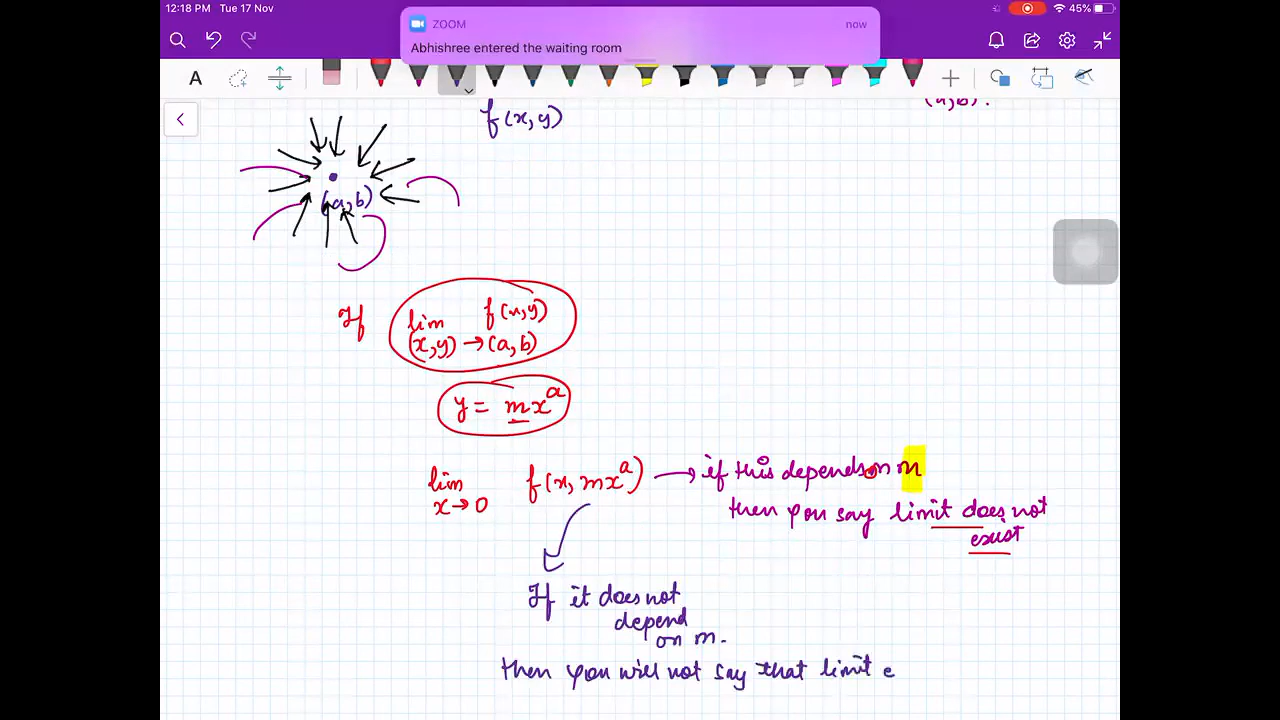 12:18 PM Tue 17 Nov
45%
ZOOM
now
Abhishree entered the waiting room
A
f(x,y)
(a,b).
(a,b)
If lim f(x,y)
(x,y) → (a,b)
y = mx^a
lim f(x, mx^a) → if this depends on m
x→0
then you say limit does not
exist
If it does not
depend
on m.
then you will not say that limit e